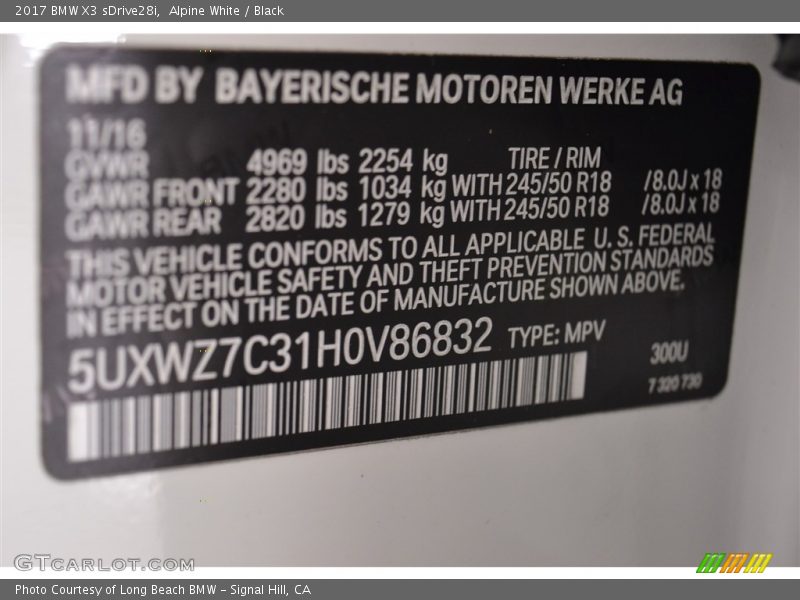 2017 BMW X3 sDrive28i, Alpine White / Black
MFD BY BAYERISCHE MOTOREN WERKE AG
11/16
GVWR 4969 lbs 2254 kg TIRE / RIM
GAWR FRONT 2280 lbs 1034 kg WITH 245/50 R18 /8.0J x 18
GAWR REAR 2820 lbs 1279 kg WITH 245/50 R18 /8.0J x 18
THIS VEHICLE CONFORMS TO ALL APPLICABLE U. S. FEDERAL
MOTOR VEHICLE SAFETY AND THEFT PREVENTION STANDARDS
IN EFFECT ON THE DATE OF MANUFACTURE SHOWN ABOVE.
5UXWZ7C31H0V86832 TYPE: MPV
300U
7 320 730
GTcarlot.com
Photo Courtesy of Long Beach BMW - Signal Hill, CA